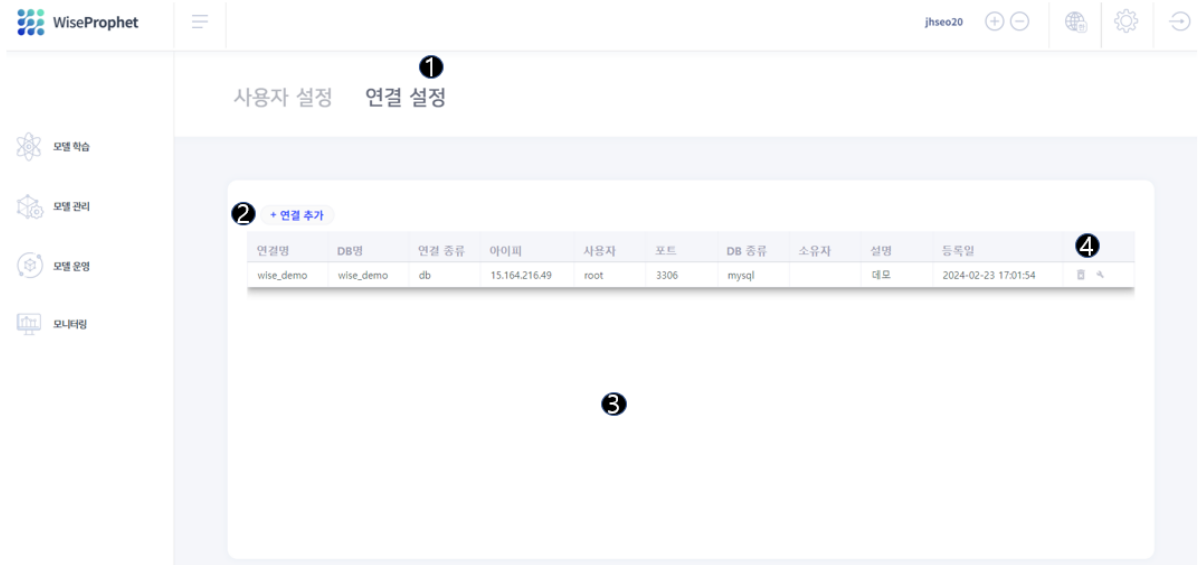 WiseProphet
jhseo20
1
사용자 설정 연결 설정
모델 학습
모델 관리
모델 운영
모니터링
2 + 연결 추가
연결명 DB명 연결 종류 아이피 사용자 포트 DB 종류 소유자 설명 등록일 4
wise_demo wise_demo db 15.164.216.49 root 3306 mysql 데모 2024-02-23 17:01:54
3